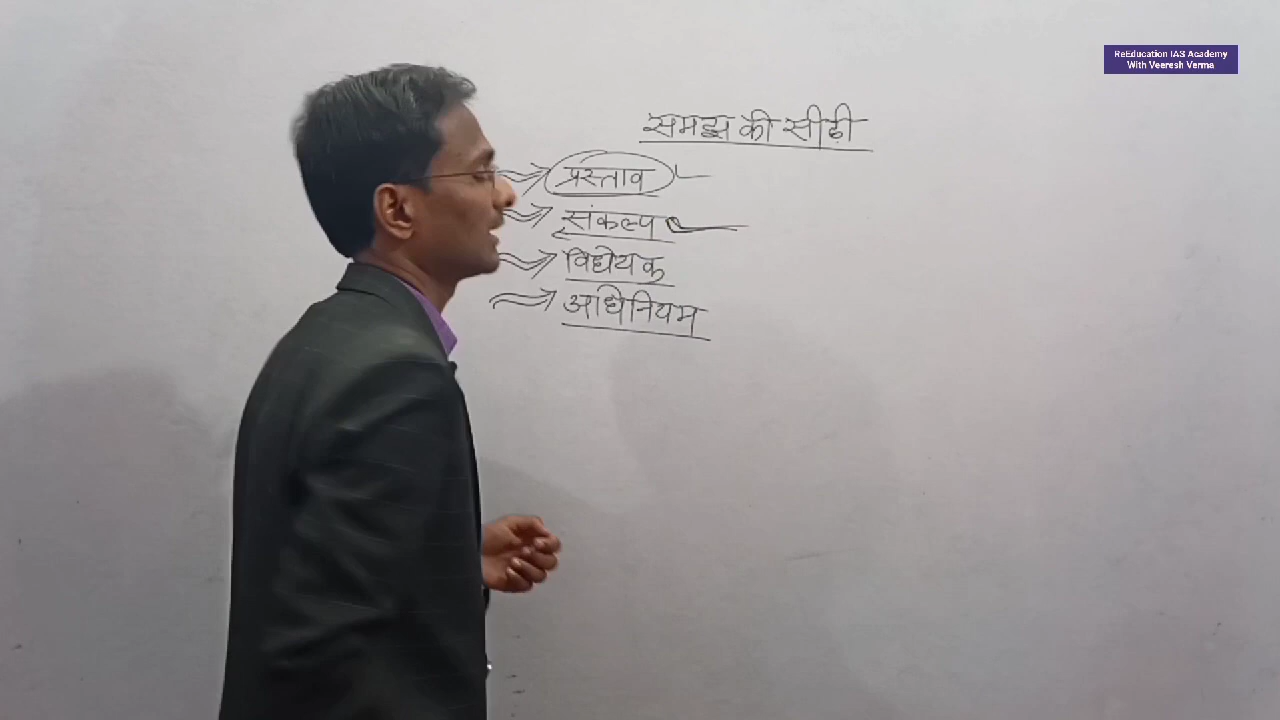 ReEducation IAS Academy
With Veeresh Verma
समझ की सीढ़ी
प्रस्ताव
संकल्प
विधेयक
अधिनियम